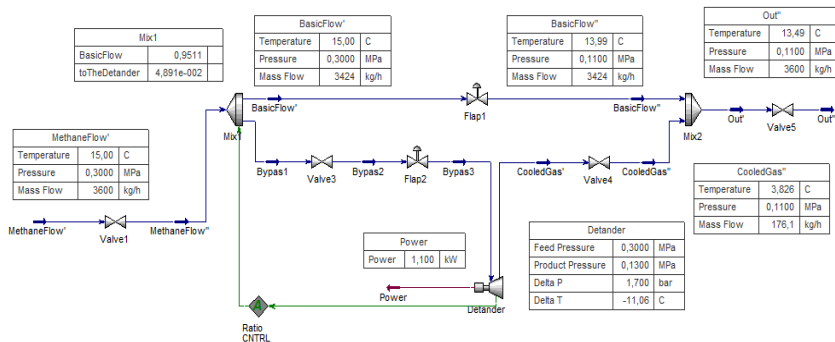 Mix1
BasicFlow 0,9511
toTheDetander 4,891e-002
BasicFlow'
Temperature 15,00 C
Pressure 0,3000 MPa
Mass Flow 3424 kg/h
BasicFlow"
Temperature 13,99 C
Pressure 0,1100 MPa
Mass Flow 3424 kg/h
Out"
Temperature 13,49 C
Pressure 0,1100 MPa
Mass Flow 3600 kg/h
BasicFlow'
Flap1
BasicFlow"
Mix1
Mix2
Out'
Valve5
Out"
MethaneFlow'
Temperature 15,00 C
Pressure 0,3000 MPa
Mass Flow 3600 kg/h
Bypas1
Valve3
Bypas2
Flap2
Bypas3
CooledGas'
Valve4
CooledGas"
CooledGas"
Temperature 3,826 C
Pressure 0,1100 MPa
Mass Flow 176,1 kg/h
MethaneFlow'
Valve1
MethaneFlow"
Power
Power 1,100 kW
Detander
Feed Pressure 0,3000 MPa
Product Pressure 0,1300 MPa
Delta P 1,700 bar
Delta T -11,06 C
Power
Detander
A
Ratio
CNTRL